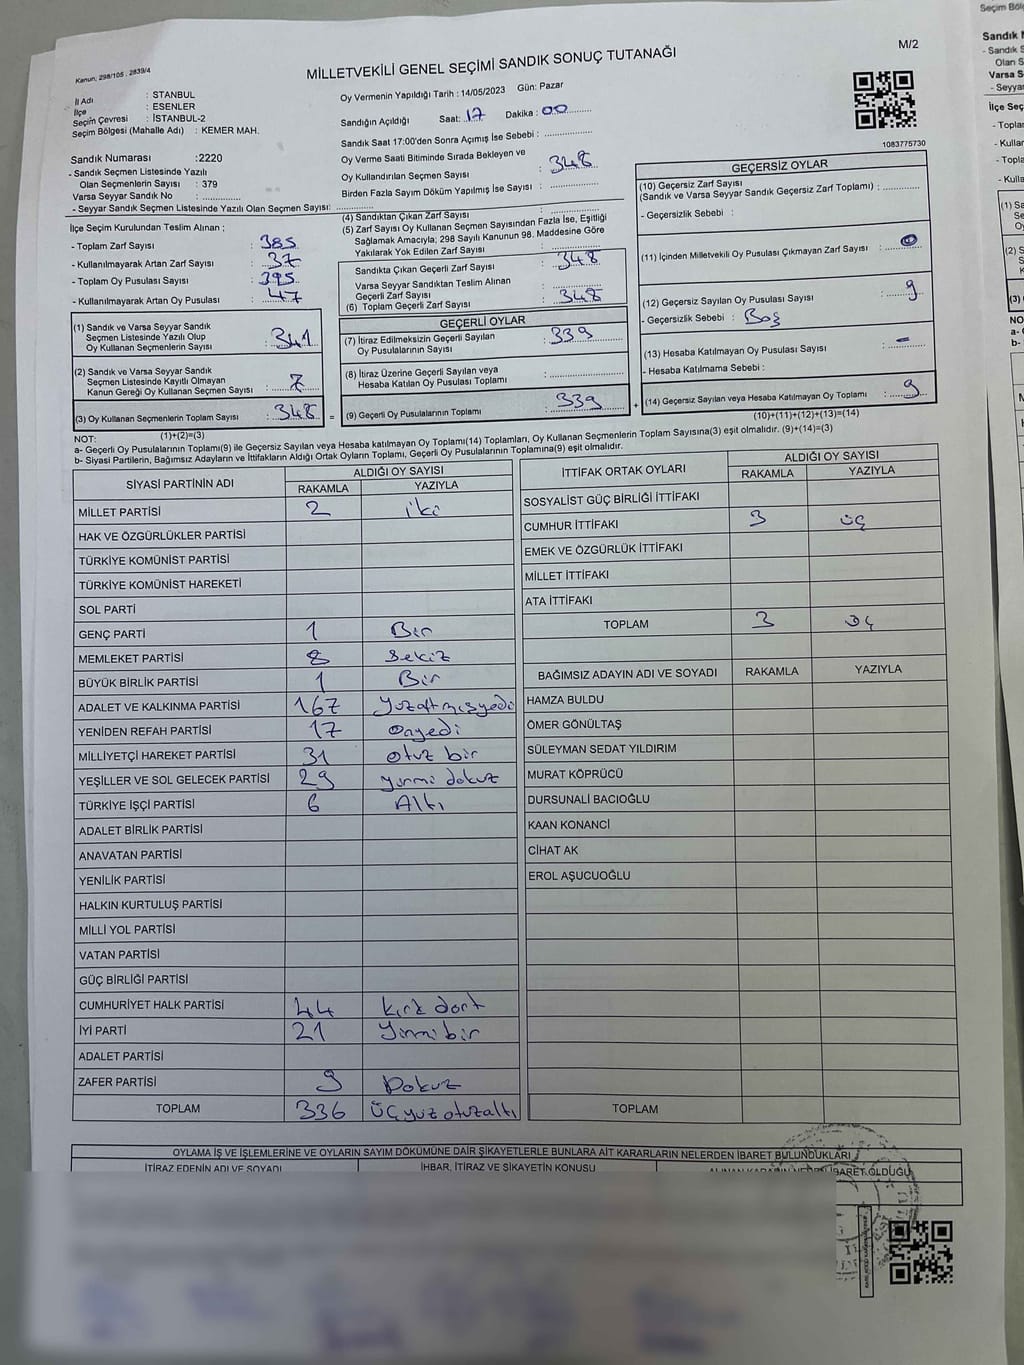 Seçim Böl
Kanun; 298/105 , 2839/4
MİLLETVEKİLİ GENEL SEÇİMİ SANDIK SONUÇ TUTANAĞI
M/2
İl Adı : STANBUL
İlçe : ESENLER
Seçim Çevresi : İSTANBUL-2
Seçim Bölgesi (Mahalle Adı) : KEMER MAH.
Oy Vermenin Yapıldığı Tarih : 14/05/2023 Gün: Pazar
Sandığın Açıldığı Saat: 17 Dakika : 00
Sandık Saat 17:00'den Sonra Açımış İse Sebebi :
Sandık Numarası :2220
- Sandık Seçmen Listesinde Yazılı
Olan Seçmenlerin Sayısı : 379
Varsa Seyyar Sandık No :
- Seyyar Sandık Seçmen Listesinde Yazılı Olan Seçmen Sayısı:
Oy Verme Saati Bitiminde Sırada Bekleyen ve
Oy Kullandırılan Seçmen Sayısı : 348
Birden Fazla Sayım Döküm Yapılmış İse Sayısı :
1083775730
İlçe Seçim Kurulundan Teslim Alınan ;
- Toplam Zarf Sayısı : 385
- Kullanılmayarak Artan Zarf Sayısı : 37
- Toplam Oy Pusulası Sayısı : 395
- Kullanılmayarak Artan Oy Pusulası : 47
(1) Sandık ve Varsa Seyyar Sandık
Seçmen Listesinde Yazılı Olup
Oy Kullanan Seçmenlerin Sayısı : 341
(2) Sandık ve Varsa Seyyar Sandık
Seçmen Listesinde Kayıtlı Olmayan
Kanun Gereği Oy Kullanan Seçmen Sayısı : 7
(3) Oy Kullanan Seçmenlerin Toplam Sayısı : 348 =
(1)+(2)=(3)
(4) Sandıktan Çıkan Zarf Sayısı :
(5) Zarf Sayısı Oy Kullanan Seçmen Sayısından Fazla İse, Eşitliği
Sağlamak Amacıyla; 298 Sayılı Kanunun 98. Maddesine Göre
Yakılarak Yok Edilen Zarf Sayısı :
Sandıkta Çıkan Geçerli Zarf Sayısı : 348
Varsa Seyyar Sandıktan Teslim Alınan
Geçerli Zarf Sayısı :
(6) Toplam Geçerli Zarf Sayısı : 348
GEÇERLİ OYLAR
(7) İtiraz Edilmeksizin Geçerli Sayılan
Oy Pusulalarının Sayısı : 339
(8) İtiraz Üzerine Geçerli Sayılan veya
Hesaba Katılan Oy Pusulası Toplamı :
(9) Geçerli Oy Pusulalarının Toplamı : 339 +
GEÇERSİZ OYLAR
(10) Geçersiz Zarf Sayısı
(Sandık ve Varsa Seyyar Sandık Geçersiz Zarf Toplamı) :
- Geçersizlik Sebebi :
(11) İçinden Milletvekili Oy Pusulası Çıkmayan Zarf Sayısı : 0
(12) Geçersiz Sayılan Oy Pusulası Sayısı : 9
- Geçersizlik Sebebi : Boş
(13) Hesaba Katılmayan Oy Pusulası Sayısı : -
- Hesaba Katılmama Sebebi :
(14) Geçersiz Sayılan veya Hesaba Katılmayan Oy Toplamı : 9
(10)+(11)+(12)+(13)=(14)
NOT:
a- Geçerli Oy Pusulalarının Toplamı(9) ile Geçersiz Sayılan veya Hesaba katılmayan Oy Toplamı(14) Toplamları, Oy Kullanan Seçmenlerin Toplam Sayısına(3) eşit olmalıdır. (9)+(14)=(3)
b- Siyasi Partilerin, Bağımsız Adayların ve İttifakların Aldığı Ortak Oyların Toplamı, Geçerli Oy Pusulalarının Toplamına(9) eşit olmalıdır.
SİYASİ PARTİNİN ADI ALDIĞI OY SAYISI
RAKAMLA YAZIYLA
MİLLET PARTİSİ 2 iki
HAK VE ÖZGÜRLÜKLER PARTİSİ
TÜRKİYE KOMÜNİST PARTİSİ
TÜRKİYE KOMÜNİST HAREKETİ
SOL PARTİ
GENÇ PARTİ 1 Bir
MEMLEKET PARTİSİ 8 Sekiz
BÜYÜK BİRLİK PARTİSİ 1 Bir
ADALET VE KALKINMA PARTİSİ 167 Yüzatmışyedi
YENİDEN REFAH PARTİSİ 17 Onyedi
MİLLİYETÇİ HAREKET PARTİSİ 31 otuz bir
YEŞİLLER VE SOL GELECEK PARTİSİ 29 yirmi dokuz
TÜRKİYE İŞÇİ PARTİSİ 6 Altı
ADALET BİRLİK PARTİSİ
ANAVATAN PARTİSİ
YENİLİK PARTİSİ
HALKIN KURTULUŞ PARTİSİ
MİLLİ YOL PARTİSİ
VATAN PARTİSİ
GÜÇ BİRLİĞİ PARTİSİ
CUMHURİYET HALK PARTİSİ 44 kırk dört
İYİ PARTİ 21 Yirmi bir
ADALET PARTİSİ
ZAFER PARTİSİ 9 Dokuz
TOPLAM 336 Üçyuz otuzaltı
İTTİFAK ORTAK OYLARI ALDIĞI OY SAYISI
RAKAMLA YAZIYLA
SOSYALİST GÜÇ BİRLİĞİ İTTİFAKI
CUMHUR İTTİFAKI 3 üç
EMEK VE ÖZGÜRLÜK İTTİFAKI
MİLLET İTTİFAKI
ATA İTTİFAKI
TOPLAM 3 üç
BAĞIMSIZ ADAYIN ADI VE SOYADI RAKAMLA YAZIYLA
HAMZA BULDU
ÖMER GÖNÜLTAŞ
SÜLEYMAN SEDAT YILDIRIM
MURAT KÖPRÜCÜ
DURSUNALİ BACIOĞLU
KAAN KONANCİ
CİHAT AK
EROL AŞUCUOĞLU
TOPLAM
OYLAMA İŞ VE İŞLEMLERİNE VE OYLARIN SAYIM DÖKÜMÜNE DAİR ŞİKAYETLERLE BUNLARA AİT KARARLARIN NELERDEN İBARET BULUNDUKLARI
İTİRAZ EDENİN ADI VE SOYADI İHBAR, İTİRAZ VE ŞİKAYETİN KONUSU ALINAN KARARIN NEDEN İBARET OLDUĞU